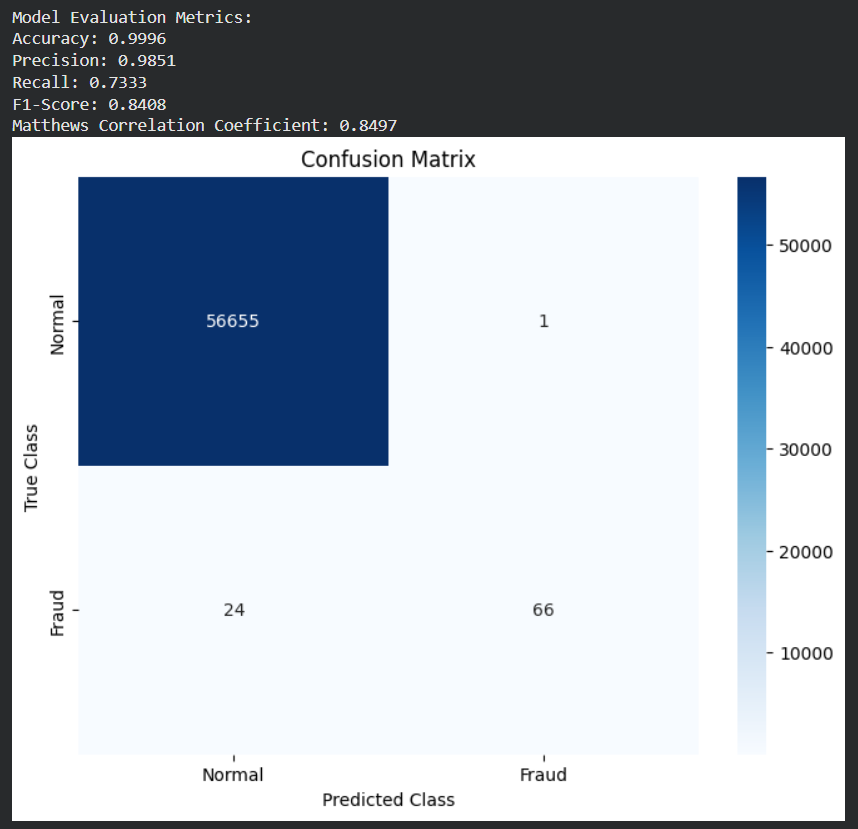 Model Evaluation Metrics:
Accuracy: 0.9996
Precision: 0.9851
Recall: 0.7333
F1-Score: 0.8408
Matthews Correlation Coefficient: 0.8497
Confusion Matrix
True Class
Normal
56655
1
Fraud
24
66
Normal
Fraud
Predicted Class
50000
40000
30000
20000
10000